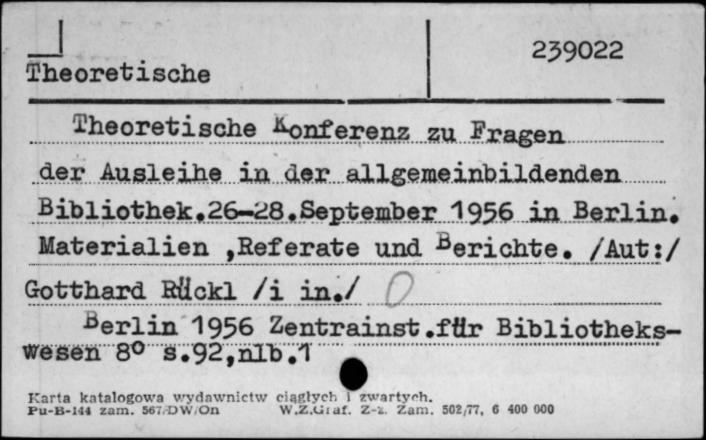 239022
Theoretische
Theoretische Konferenz zu Fragen
der Ausleihe in der allgemeinbildenden
Bibliothek.26-28.September 1956 in Berlin.
Materialien ,Referate und Berichte. /Aut:/
Gotthard Rückl /i in./
Berlin 1956 Zentrainst.für Bibliotheks-
wesen 8º s.92,nlb.1
Karta katalogowa wydawnictw ciągłych i zwartych.
Pu-B-144 zam. 567/DW/On W.Z.Graf. Z-z. Zam. 502/77, 6 400 000